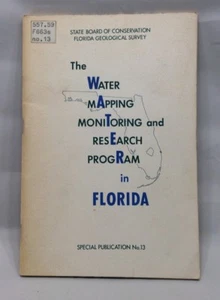 557.59
F663s
no.13
STATE BOARD OF CONSERVATION
FLORIDA GEOLOGICAL SURVEY
The
WATER
MAPPING
MONITORING and
RESEARCH
PROGRAM
in
FLORIDA
SPECIAL PUBLICATION No.13